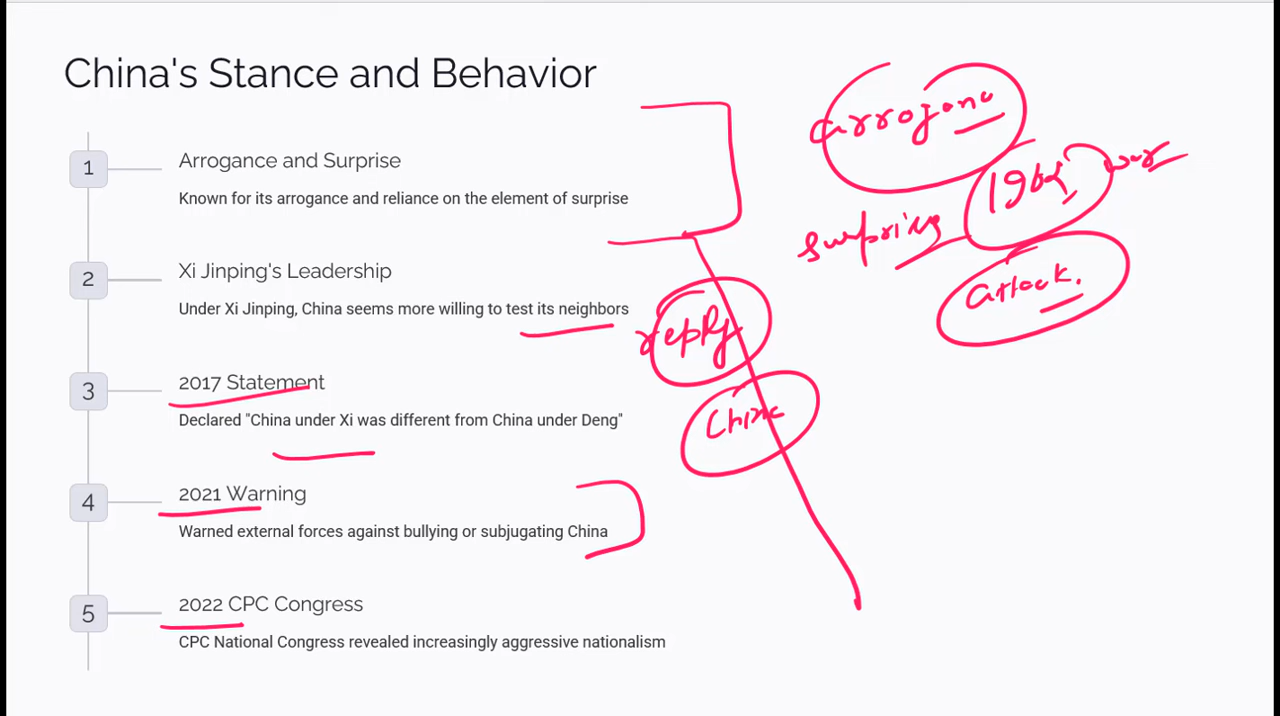 China's Stance and Behavior
1
Arrogance and Surprise
Known for its arrogance and reliance on the element of surprise
2
Xi Jinping's Leadership
Under Xi Jinping, China seems more willing to test its neighbors
3
2017 Statement
Declared "China under Xi was different from China under Deng"
4
2021 Warning
Warned external forces against bullying or subjugating China
5
2022 CPC Congress
CPC National Congress revealed increasingly aggressive nationalism
reply
China
war
attack.